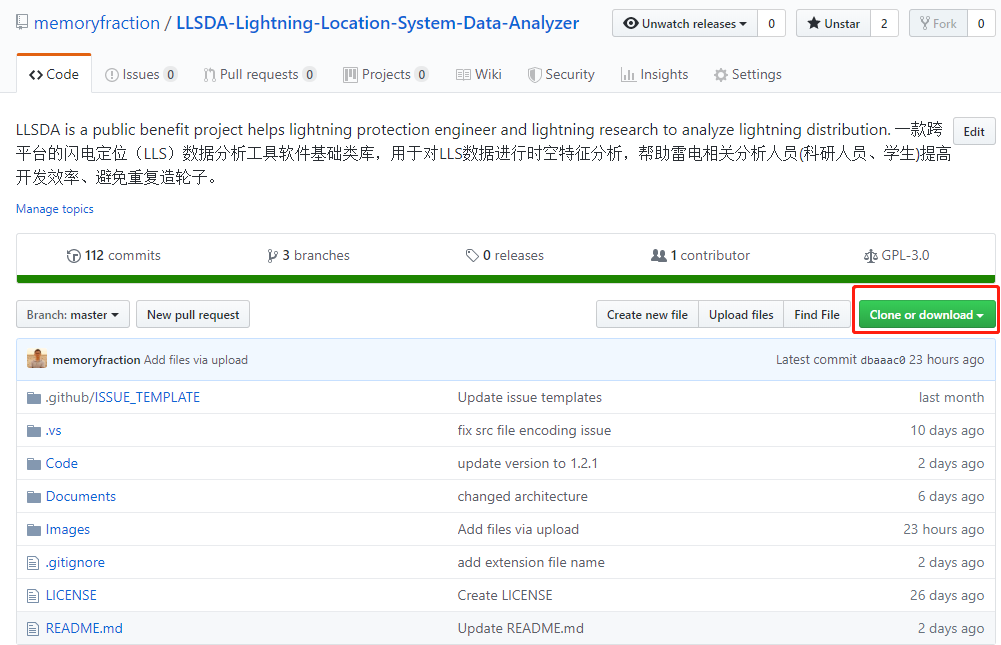 memoryfraction / LLSDA-Lightning-Location-System-Data-Analyzer Unwatch releases 0 Unstar 2 Fork 0
Code Issues 0 Pull requests 0 Projects 0 Wiki Security Insights Settings
LLSDA is a public benefit project helps lightning protection engineer and lightning research to analyze lightning distribution. 一款跨
平台的闪电定位（LLS）数据分析工具软件基础类库，用于对LLS数据进行时空特征分析，帮助雷电相关分析人员(科研人员、学生)提高
开发效率、避免重复造轮子。
Edit
Manage topics
112 commits 3 branches 0 releases 1 contributor GPL-3.0
Branch: master New pull request Create new file Upload files Find File Clone or download
memoryfraction Add files via upload Latest commit dbaaac0 23 hours ago
.github/ISSUE_TEMPLATE Update issue templates last month
.vs fix src file encoding issue 10 days ago
Code update version to 1.2.1 2 days ago
Documents changed architecture 6 days ago
Images Add files via upload 23 hours ago
.gitignore add extension file name 2 days ago
LICENSE Create LICENSE 26 days ago
README.md Update README.md 2 days ago